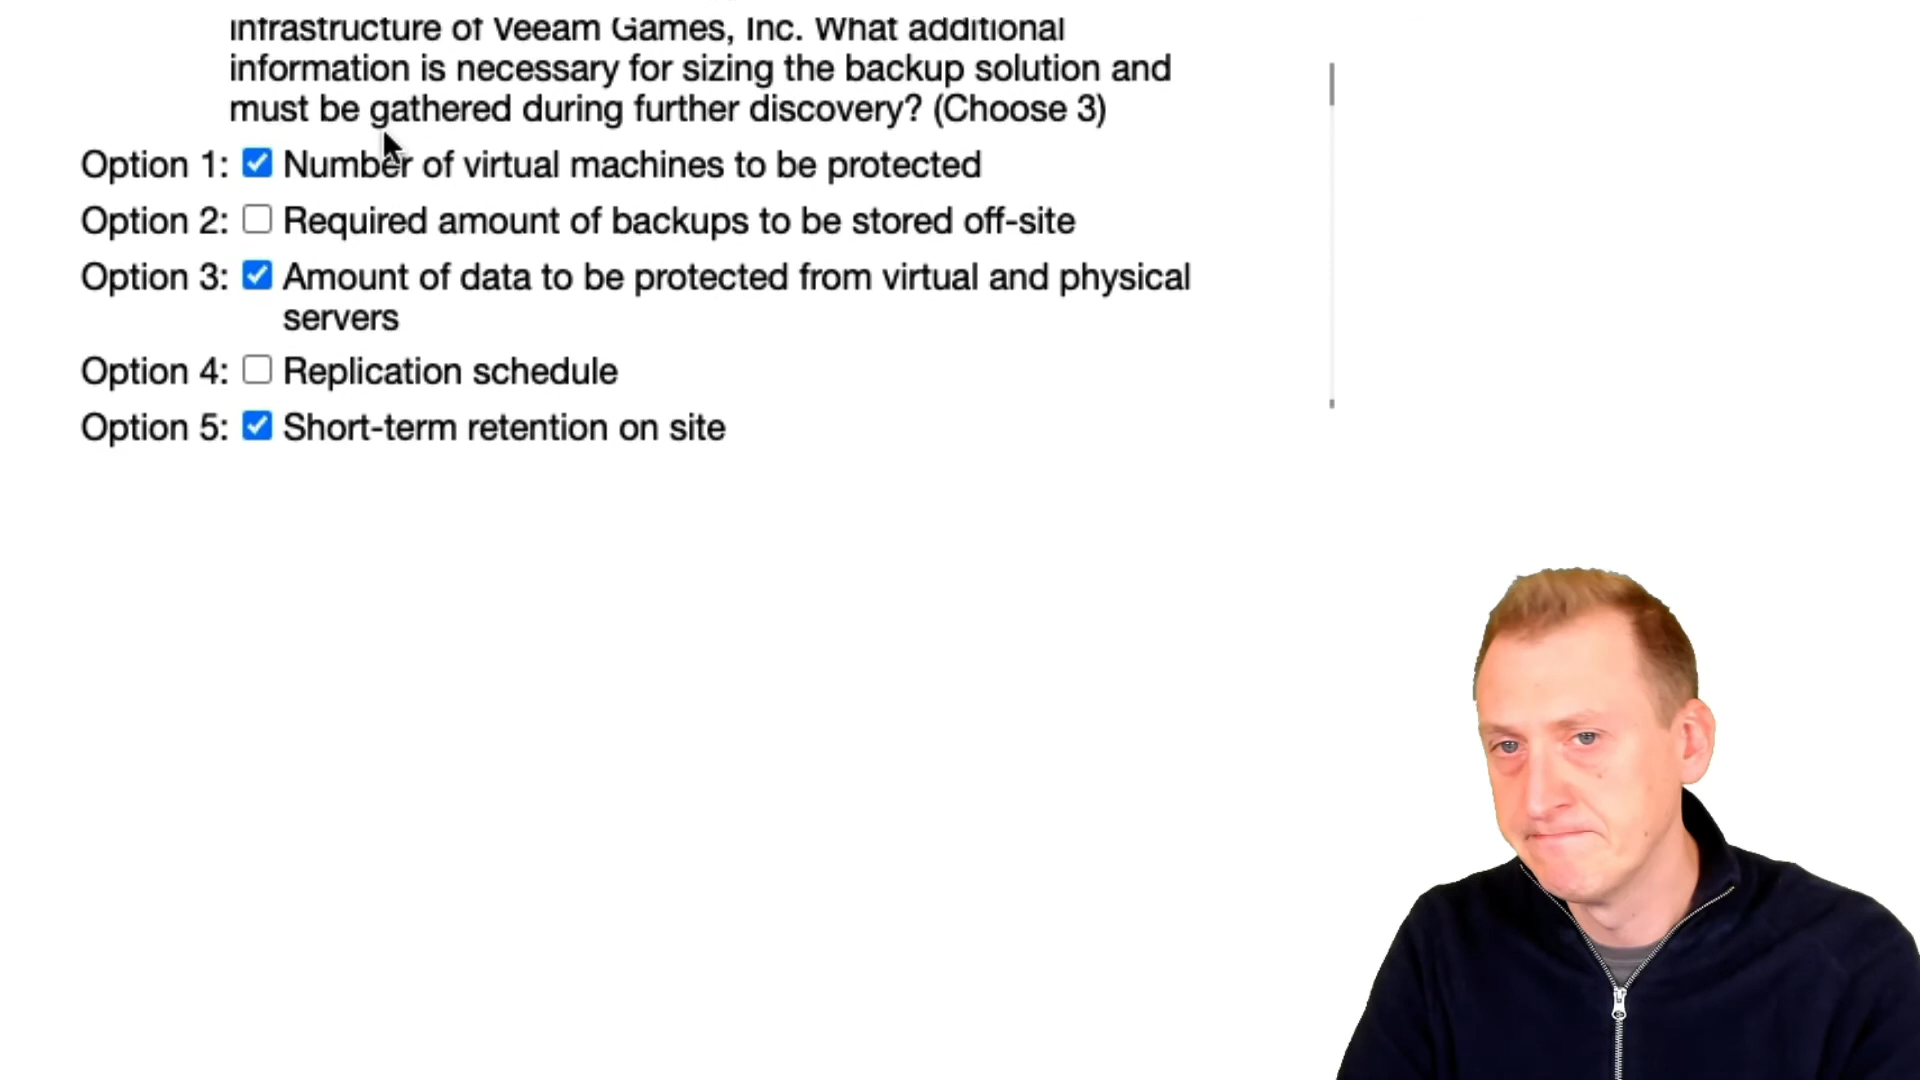 infrastructure of Veeam Games, Inc. What additional
information is necessary for sizing the backup solution and
must be gathered during further discovery? (Choose 3)
Option 1: Number of virtual machines to be protected
Option 2: Required amount of backups to be stored off-site
Option 3: Amount of data to be protected from virtual and physical
servers
Option 4: Replication schedule
Option 5: Short-term retention on site